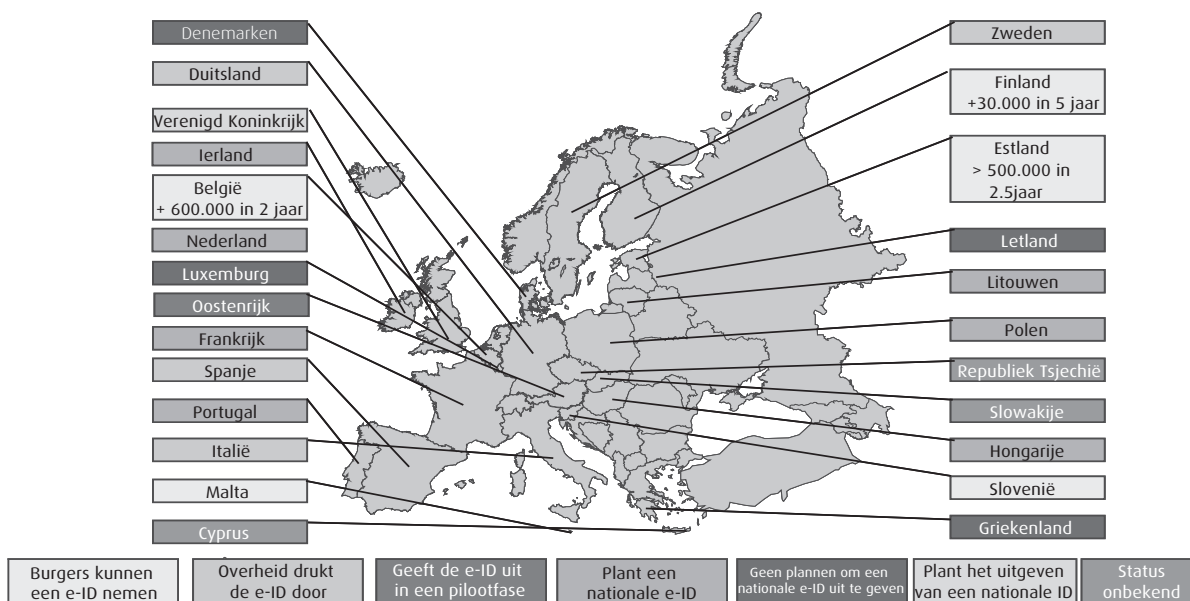 Denemarken
Duitsland
Verenigd Koninkrijk
Ierland
België
+ 600.000 in 2 jaar
Nederland
Luxemburg
Oostenrijk
Frankrijk
Spanje
Portugal
Italië
Malta
Cyprus
Zweden
Finland
+30.000 in 5 jaar
Estland
> 500.000 in
2.5jaar
Letland
Litouwen
Polen
Republiek Tsjechië
Slowakije
Hongarije
Slovenië
Griekenland
Burgers kunnen
een e-ID nemen
Overheid drukt
de e-ID door
Geeft de e-ID uit
in een pilootfase
Plant een
nationale e-ID
Geen plannen om een
nationale e-ID uit te geven
Plant het uitgeven
van een nationale ID
Status
onbekend